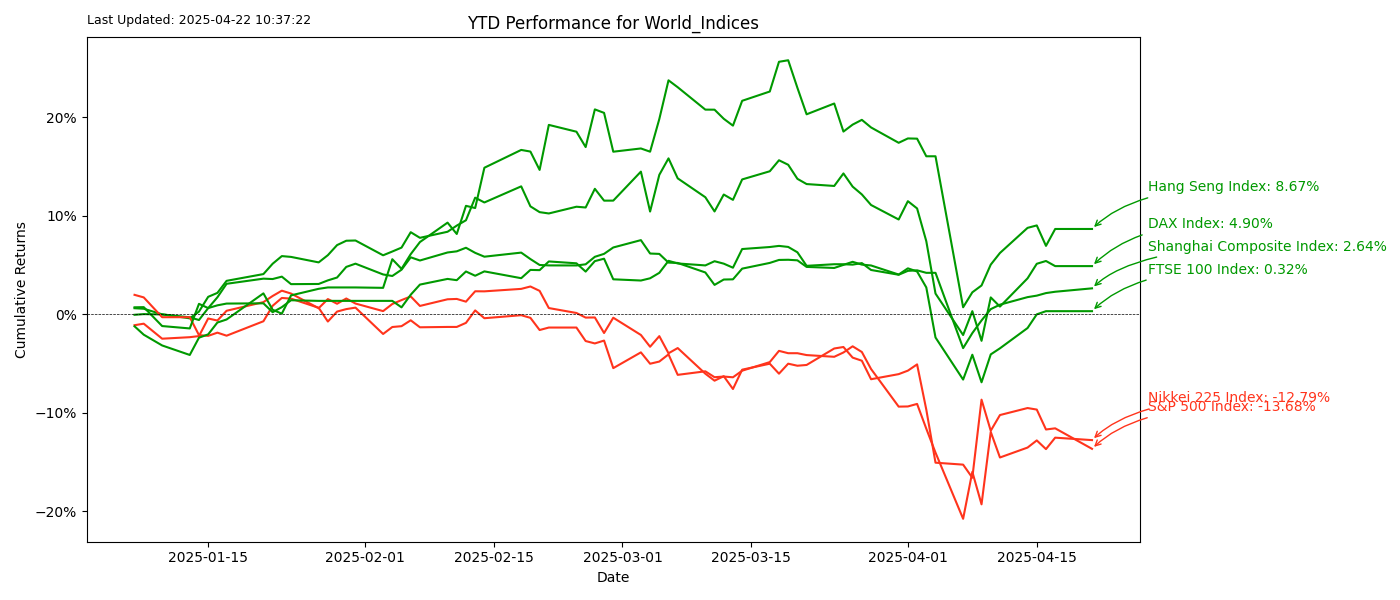 Last Updated: 2025-04-22 10:37:22
YTD Performance for World_Indices
Cumulative Returns
20%
10%
0%
−10%
−20%
Hang Seng Index: 8.67%
DAX Index: 4.90%
Shanghai Composite Index: 2.64%
FTSE 100 Index: 0.32%
Nikkei 225 Index: -12.79%
S&P 500 Index: -13.68%
2025-01-15
2025-02-01
2025-02-15
2025-03-01
2025-03-15
2025-04-01
2025-04-15
Date